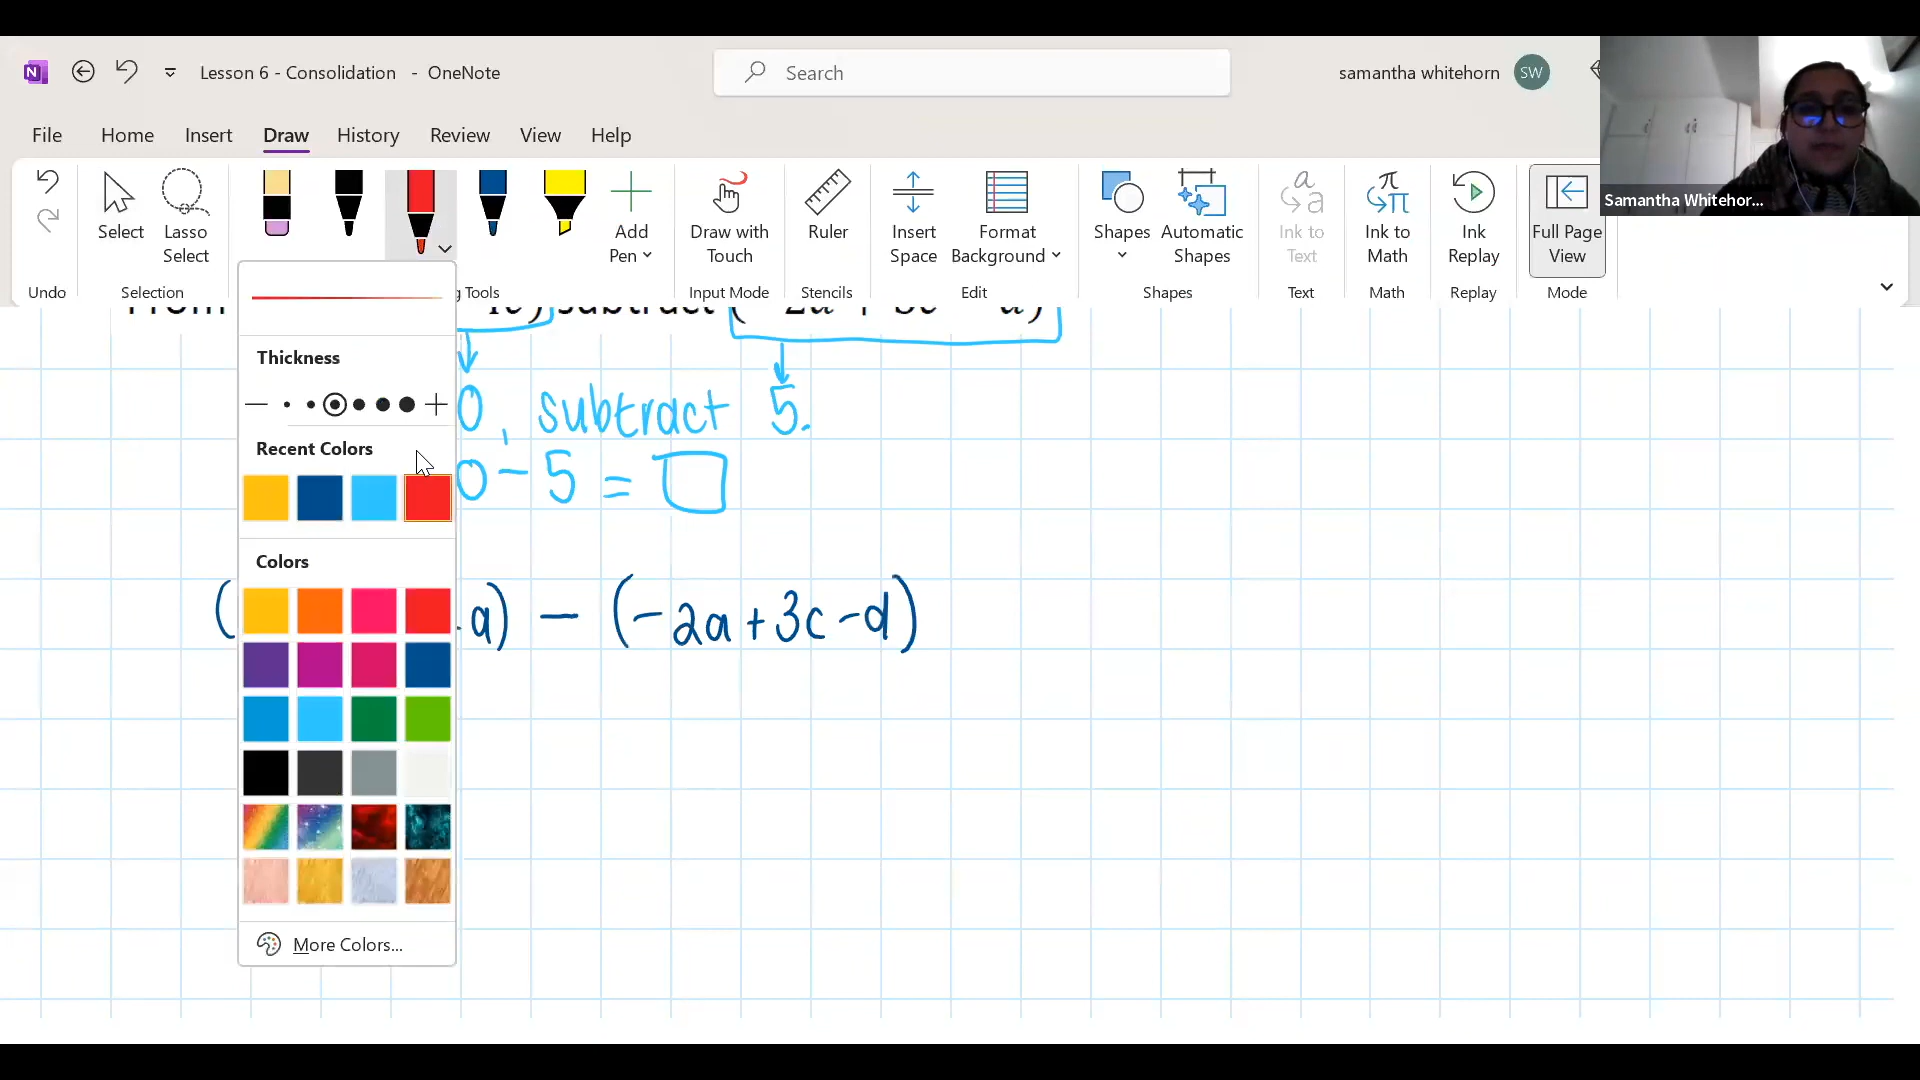 Lesson 6 - Consolidation - OneNote
Search
samantha whitehorn SW
File Home Insert Draw History Review View Help
Select
Lasso Select
Add Pen
Draw with Touch
Ruler
Insert Space
Format Background
Shapes
Automatic Shapes
Ink to Text
Ink to Math
Ink Replay
Full Page View
Samantha Whitehor...
Undo Selection g Tools Input Mode Stencils Edit Shapes Text Math Replay Mode
subtract
0, subtract 5.
0 - 5 = □
( . a) - (-2a + 3c - d)
Thickness
Recent Colors
Colors
More Colors...